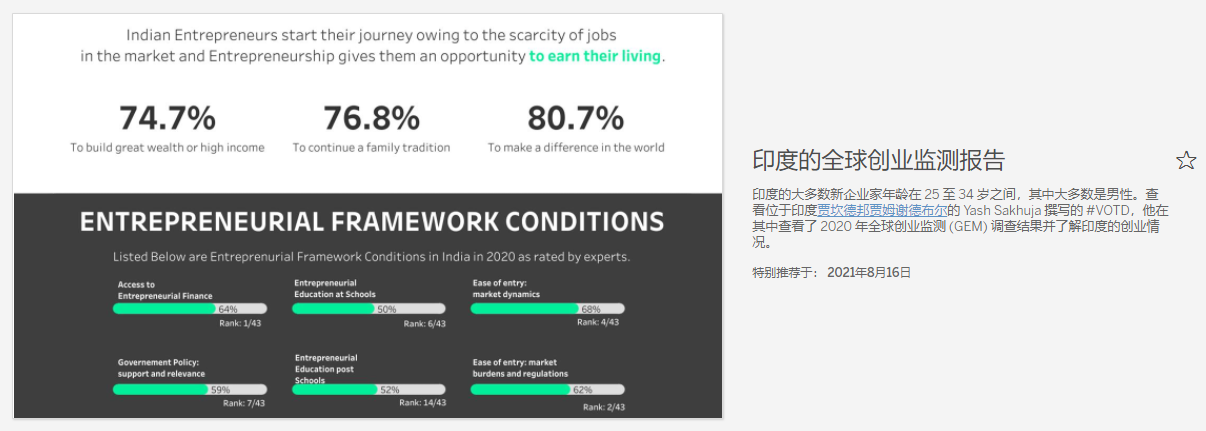 Indian Entrepreneurs start their journey owing to the scarcity of jobs
in the market and Entrepreneurship gives them an opportunity to earn their living.
74.7%
To build great wealth or high income
76.8%
To continue a family tradition
80.7%
To make a difference in the world
ENTREPRENEURIAL FRAMEWORK CONDITIONS
Listed Below are Entreprenurial Framework Conditions in India in 2020 as rated by experts.
Access to
Entrepreneurial Finance
64%
Rank: 1/43
Entrepreneurial
Education at Schools
50%
Rank: 6/43
Ease of entry:
market dynamics
68%
Rank: 4/43
Governement Policy:
support and relevance
59%
Rank: 7/43
Entrepreneurial
Education post
Schools
52%
Rank: 14/43
Ease of entry: market
burdens and regulations
62%
Rank: 2/43
印度的全球创业监测报告
印度的大多数新企业家年龄在 25 至 34 岁之间，其中大多数是男性。查
看位于印度贾坎德邦贾姆谢德布尔的 Yash Sakhuja 撰写的 #VOTD，他在
其中查看了 2020 年全球创业监测 (GEM) 调查结果并了解印度的创业情
况。
特别推荐于： 2021年8月16日